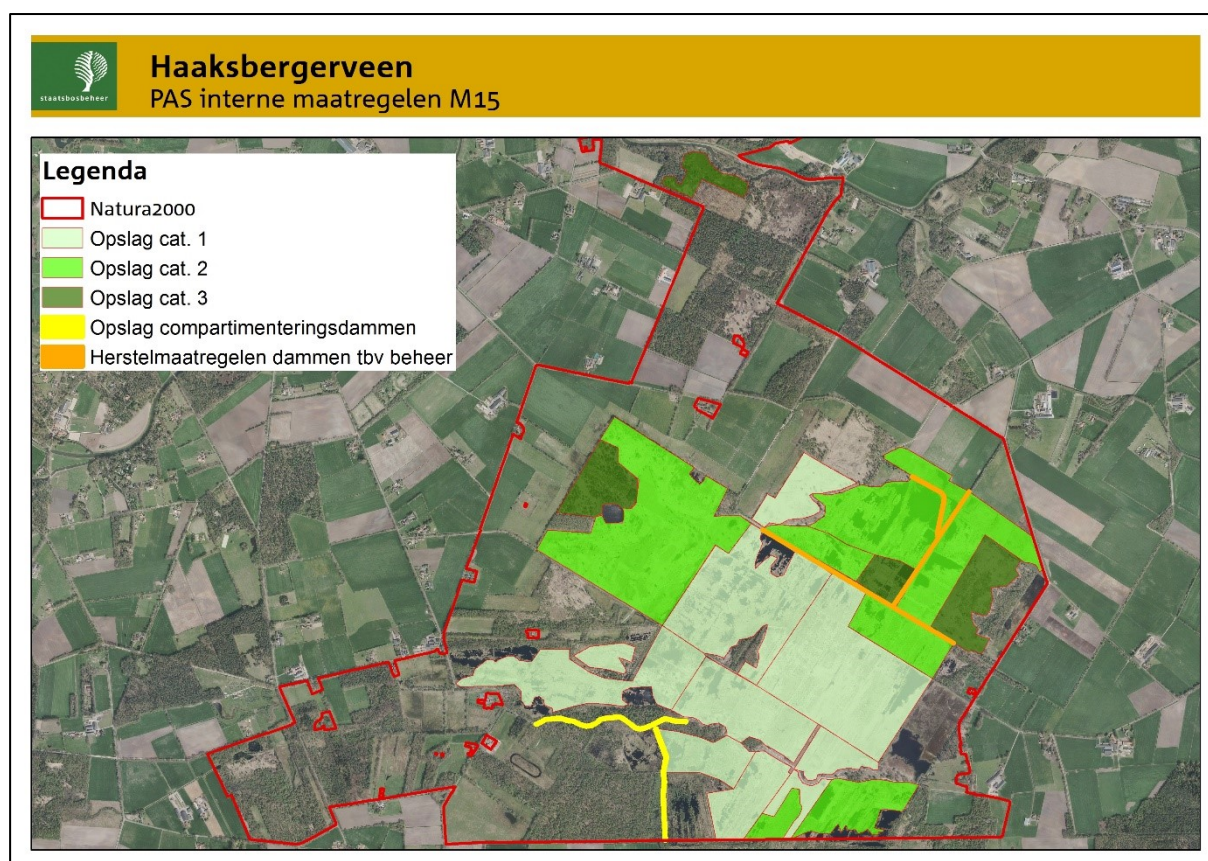 staatsbosbeheer
Haaksbergerveen
PAS interne maatregelen M15
Legenda
Natura2000
Opslag cat. 1
Opslag cat. 2
Opslag cat. 3
Opslag compartimenteringsdammen
Herstelmaatregelen dammen tbv beheer